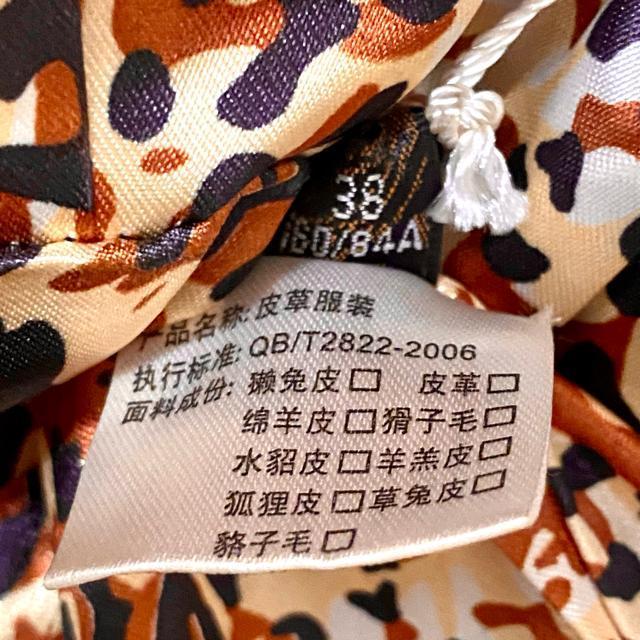 38
160/84A
产品名称:皮草服装
执行标准:QB/T2822-2006
面料成份:獭兔皮□ 皮革□
绵羊皮□猾子毛□
水貂皮□羊羔皮□
狐狸皮□草兔皮□
貉子毛□